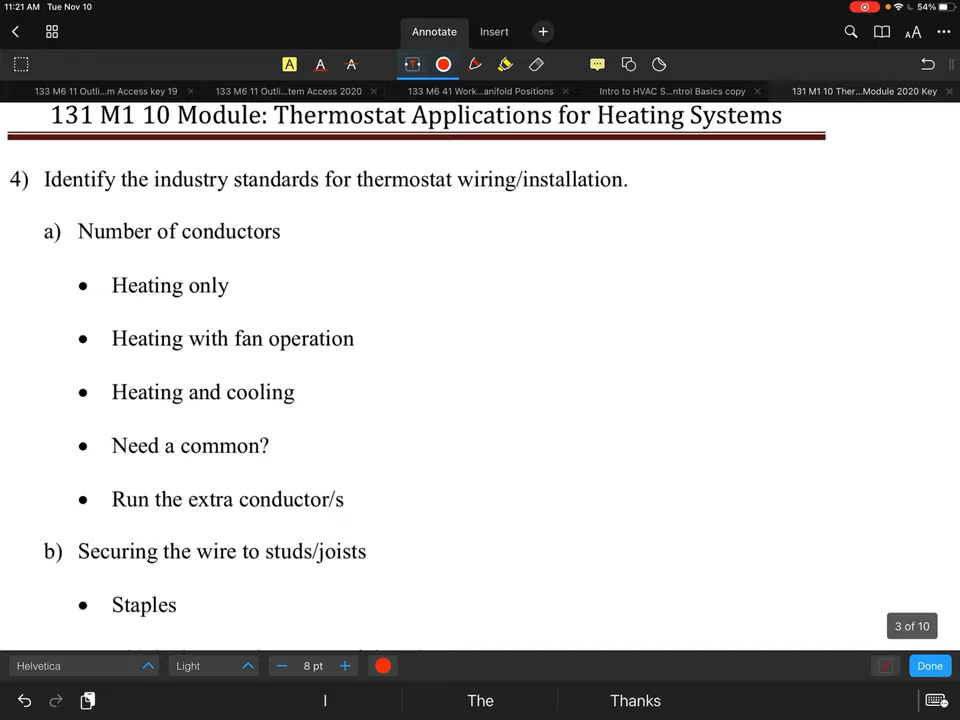 11:21 AM Tue Nov 10
54%
Annotate
Insert
AA
A
A
A
T
133 M6 11 Outli...m Access key 19
133 M6 11 Outli...tem Access 2020
133 M6 41 Work...anifold Positions
Intro to HVAC S...ntrol Basics copy
131 M1 10 Ther...Module 2020 Key
131 M1 10 Module: Thermostat Applications for Heating Systems
4) Identify the industry standards for thermostat wiring/installation.
a) Number of conductors
• Heating only
• Heating with fan operation
• Heating and cooling
• Need a common?
• Run the extra conductor/s
b) Securing the wire to studs/joists
• Staples
3 of 10
Helvetica
Light
8 pt
Done
I
The
Thanks